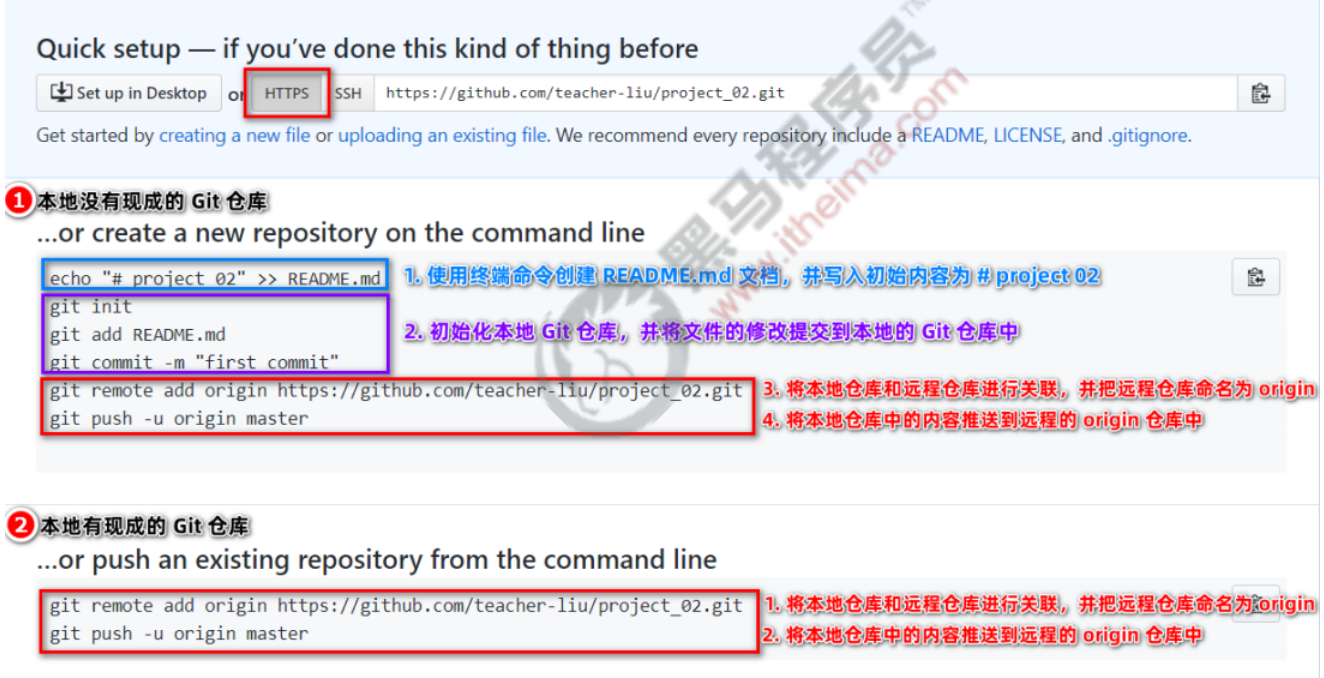 Quick setup — if you’ve done this kind of thing before
Set up in Desktop or HTTPS SSH https://github.com/teacher-liu/project_02.git
Get started by creating a new file or uploading an existing file. We recommend every repository include a README, LICENSE, and .gitignore.
1 本地没有现成的 Git 仓库
...or create a new repository on the command line
echo "# project_02" >> README.md 1. 使用终端命令创建 README.md 文档，并写入初始内容为 # project 02
git init
git add README.md 2. 初始化本地 Git 仓库，并将文件的修改提交到本地的 Git 仓库中
git commit -m "first commit"
git remote add origin https://github.com/teacher-liu/project_02.git 3. 将本地仓库和远程仓库进行关联，并把远程仓库命名为 origin
git push -u origin master 4. 将本地仓库中的内容推送到远程的 origin 仓库中
2 本地有现成的 Git 仓库
...or push an existing repository from the command line
git remote add origin https://github.com/teacher-liu/project_02.git 1. 将本地仓库和远程仓库进行关联，并把远程仓库命名为 origin
git push -u origin master 2. 将本地仓库中的内容推送到远程的 origin 仓库中
黑马程序员™
www.itheima.com